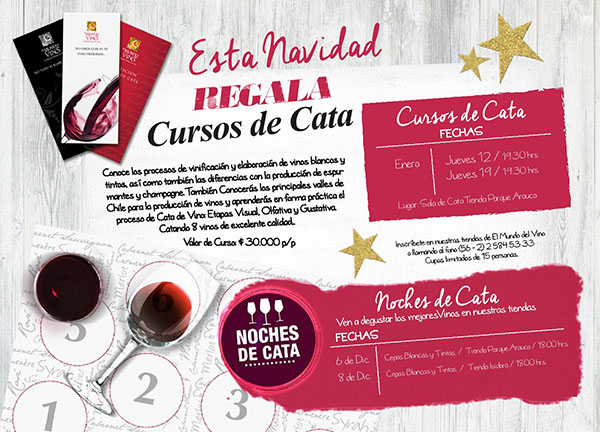 Esta Navidad
REGALA
Cursos de Cata
Conoce los procesos de vinificación y elaboración de vinos blancos y
tintos, así como también las diferencias con la producción de espu-
mantes y champagne. También Conocerás los principales valles de
Chile para la producción de vinos y aprenderás en forma práctica el
proceso de Cata de Vina: Etapas Visual, Olfativa y Gustativa.
Catando 8 vinos de excelente calidad..
Valor de Curso: $ 30.000 p/p
Cursos de Cata
FECHAS
Enero
Jueves 12 / 19:30 hrs
Jueves 19 / 19:30 hrs.
Lugar: Sala de Cata Tienda Parque Arauco
Inscríbete en nuestras tiendas de El Mundo del Vino
o llamando al fono (56 - 2) 2 584 53 33
Cupos limitados de 15 personas.
NOCHES
DE CATA
Noches de Cata
Ven a degustar los mejores Vinos en nuestras tiendas
FECHAS
6 de Dic. Cepas Blancas y Tintas / Tienda Parque Arauco / 18:00 hrs
8 de Dic. Cepas Blancas y Tintas / Tienda Isidora / 18:00 hrs.
5
1
2
3